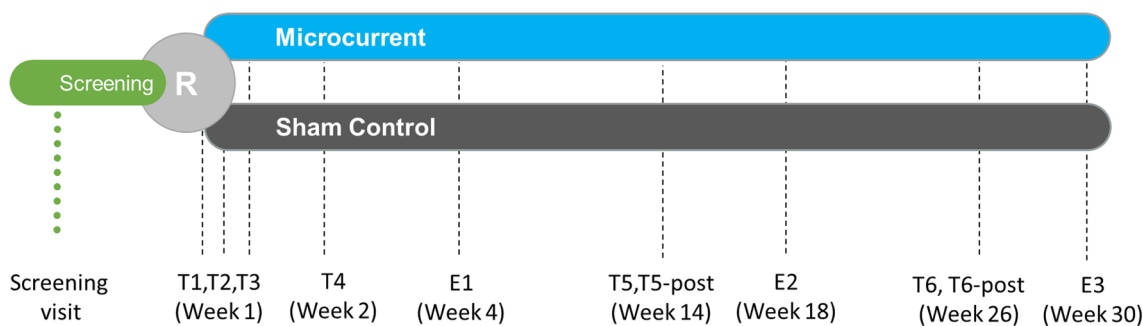 Microcurrent
Screening
R
Sham Control
Screening
visit
T1,T2,T3
(Week 1)
T4
(Week 2)
E1
(Week 4)
T5,T5-post
(Week 14)
E2
(Week 18)
T6, T6-post
(Week 26)
E3
(Week 30)